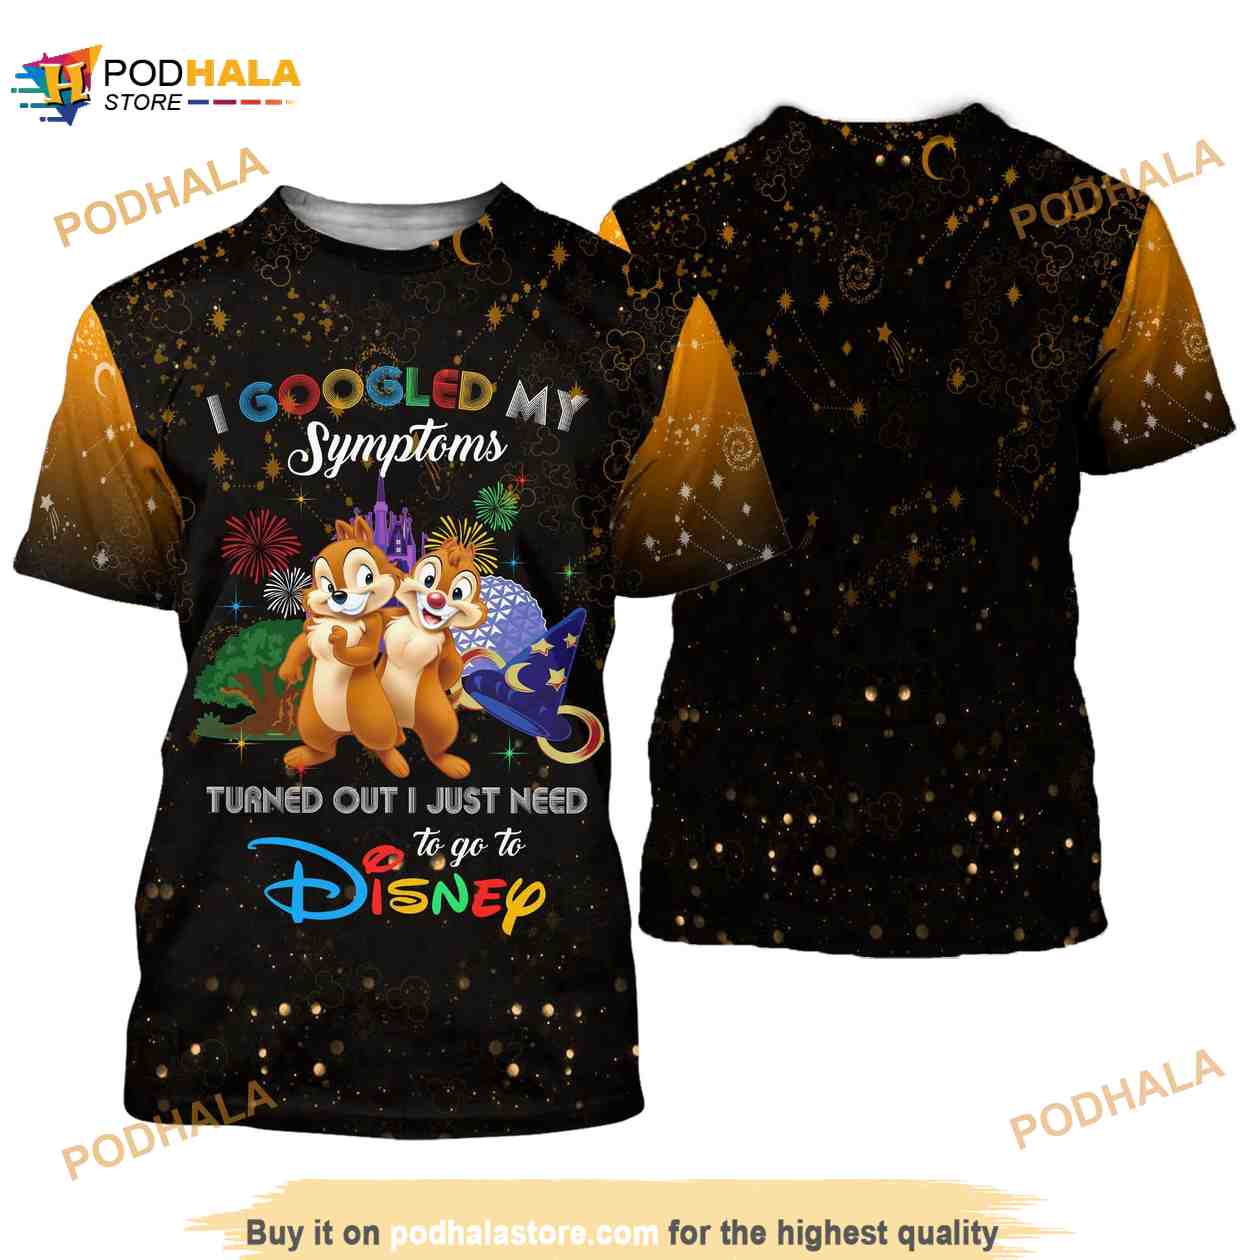 PODHALA
STORE
PODHALA
PODHALA
I GOOGLED MY
Symptoms
TURNED OUT I JUST NEED
to go to
Disney
PODHALA
PODHALA
Buy it on podhalastore.com for the highest quality